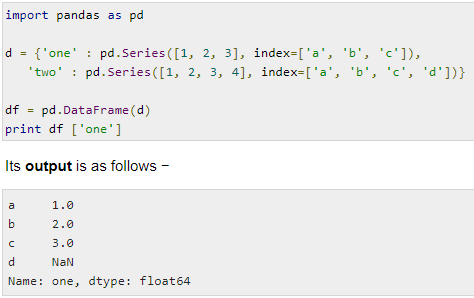 import pandas as pd
d = {'one' : pd.Series([1, 2, 3], index=['a', 'b', 'c']),
'two' : pd.Series([1, 2, 3, 4], index=['a', 'b', 'c', 'd'])}
df = pd.DataFrame(d)
print df ['one']
Its output is as follows −
a 1.0
b 2.0
c 3.0
d NaN
Name: one, dtype: float64